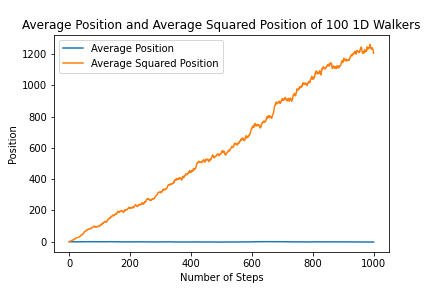 Average Position and Average Squared Position of 100 1D Walkers
Average Position
Average Squared Position
1200
1000
800
600
400
200
0
Position
0 200 400 600 800 1000
Number of Steps